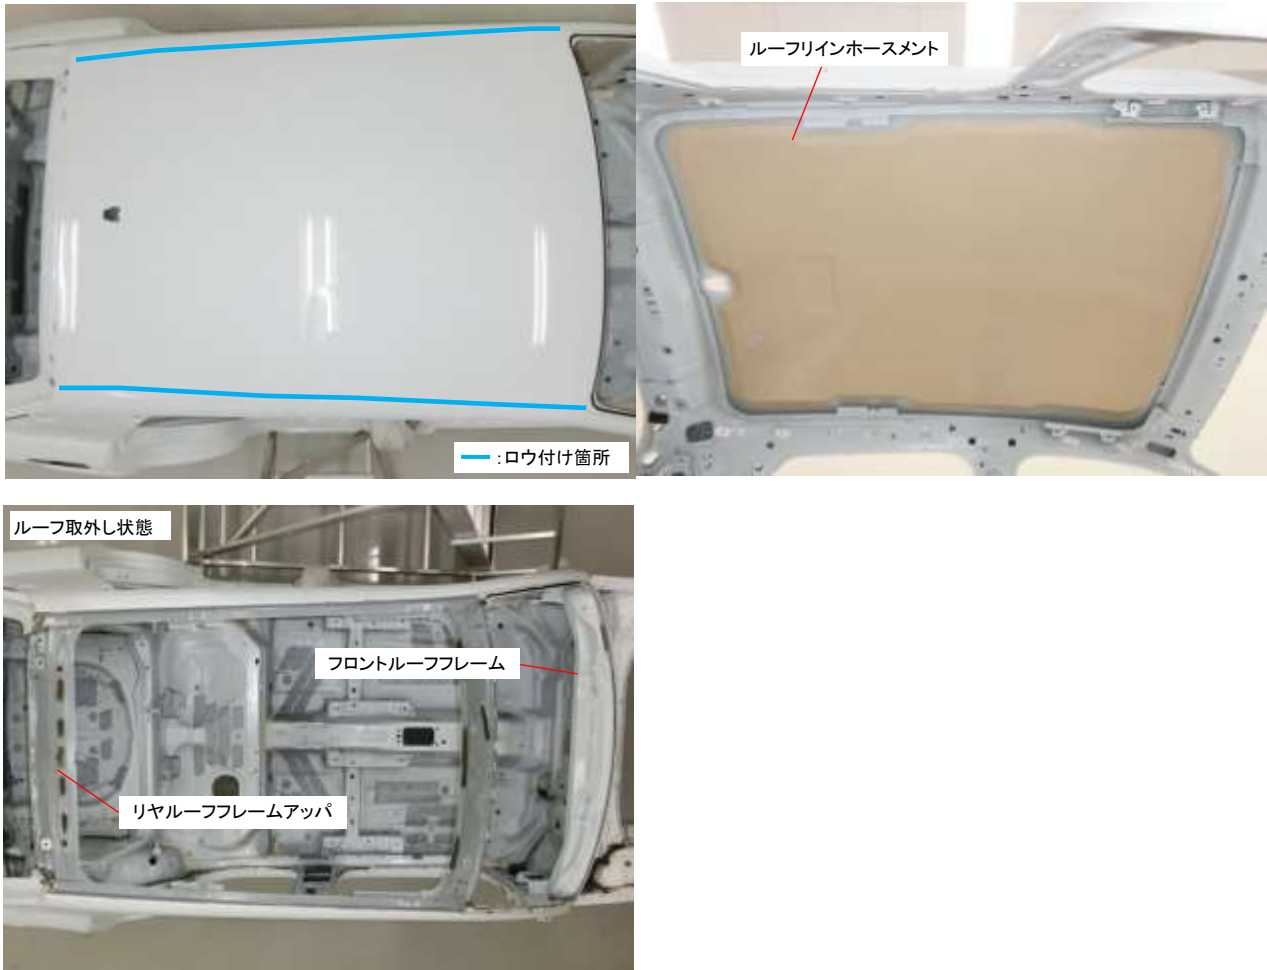 ルーフリインホースメント
:ロウ付け箇所
ルーフ取外し状態
フロントルーフフレーム
リヤルーフフレームアッパ